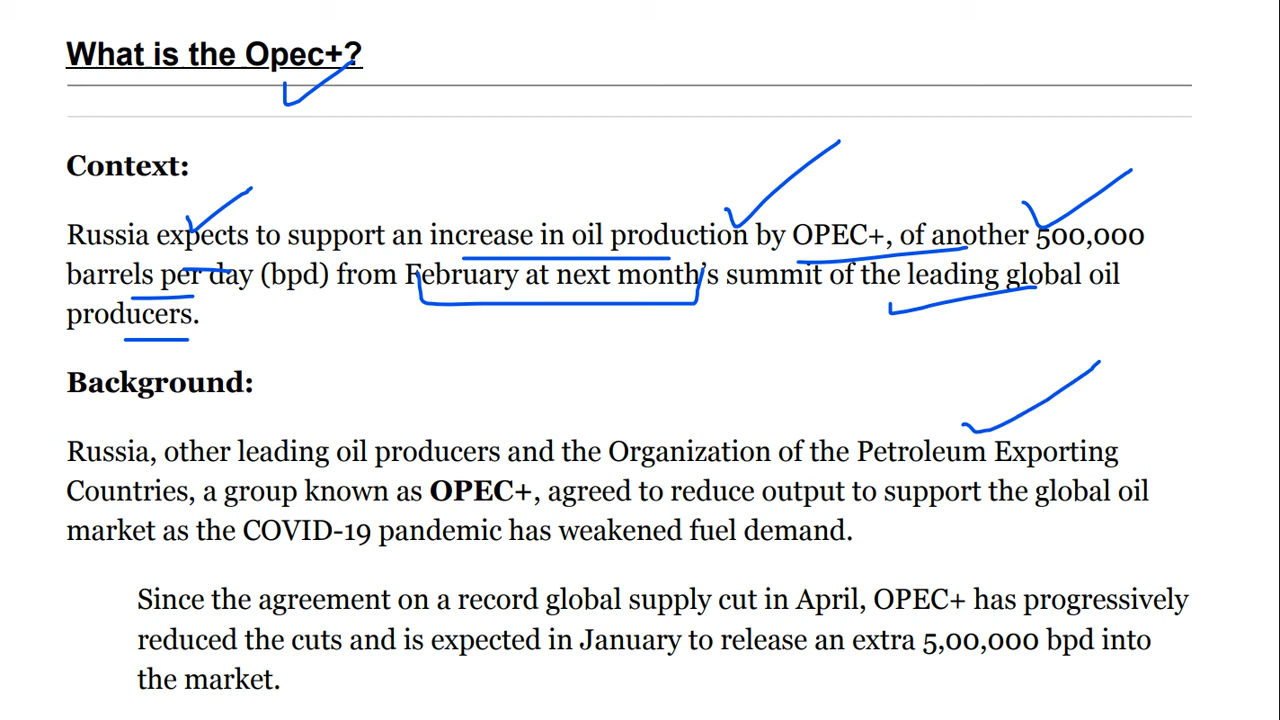 What is the Opec+?
Context:
Russia expects to support an increase in oil production by OPEC+, of another 500,000
barrels per day (bpd) from February at next month's summit of the leading global oil
producers.
Background:
Russia, other leading oil producers and the Organization of the Petroleum Exporting
Countries, a group known as OPEC+, agreed to reduce output to support the global oil
market as the COVID-19 pandemic has weakened fuel demand.
Since the agreement on a record global supply cut in April, OPEC+ has progressively
reduced the cuts and is expected in January to release an extra 5,00,000 bpd into
the market.